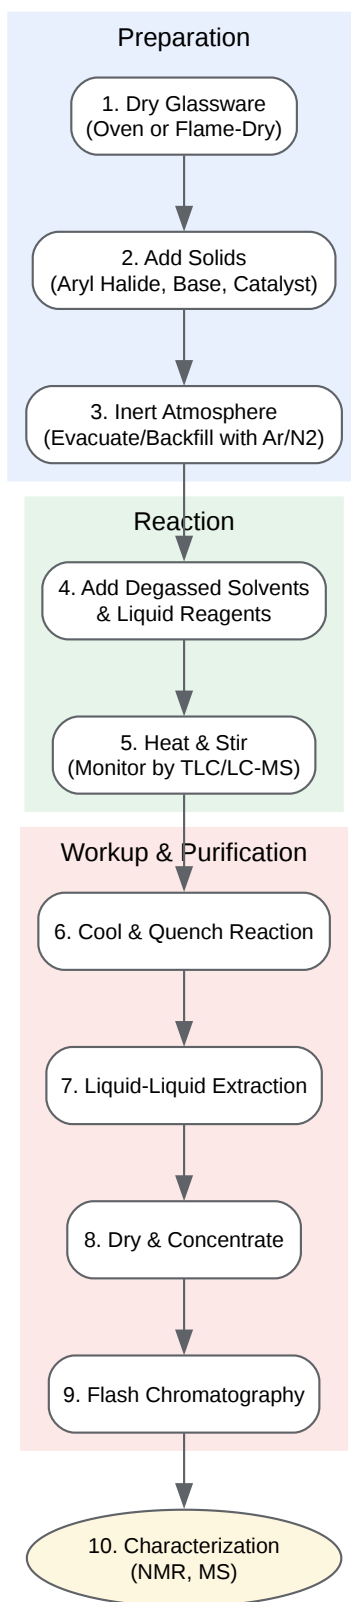 Preparation
1. Dry Glassware
(Oven or Flame-Dry)
2. Add Solids
(Aryl Halide, Base, Catalyst)
3. Inert Atmosphere
(Evacuate/Backfill with Ar/N2)
Reaction
4. Add Degassed Solvents
& Liquid Reagents
5. Heat & Stir
(Monitor by TLC/LC-MS)
Workup & Purification
6. Cool & Quench Reaction
7. Liquid-Liquid Extraction
8. Dry & Concentrate
9. Flash Chromatography
10. Characterization
(NMR, MS)